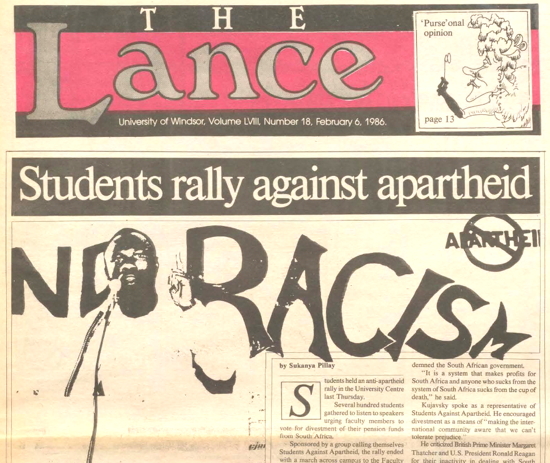 THE
Lance
University of Windsor, Volume LVIII, Number 18, February 6, 1986.
'Purse'onal
opinion
page 13
Students rally against apartheid
NO RACISM
APARTHEI
by Sukanya Pillay
Students held an anti-apartheid
rally in the University Centre
last Thursday.
Several hundred students
gathered to listen to speakers
urging faculty members to
vote for divestment of their pension funds
from South Africa.
Sponsored by a group calling themselves
Students Against Apartheid, the rally ended
with a march across campus to the Faculty
demned the South African government.
"It is a system that makes profits for
South Africa and anyone who sucks from the
system of South Africa sucks from the cup of
death," he said.
Kujavsky spoke as a representative of
Students Against Apartheid. He encouraged
divestment as a means of "making the inter-
national community aware that we can't
tolerate prejudice."
He criticized British Prime Minister Margaret
Thatcher and U.S. President Ronald Reagan
for their inactivity in dealing with South